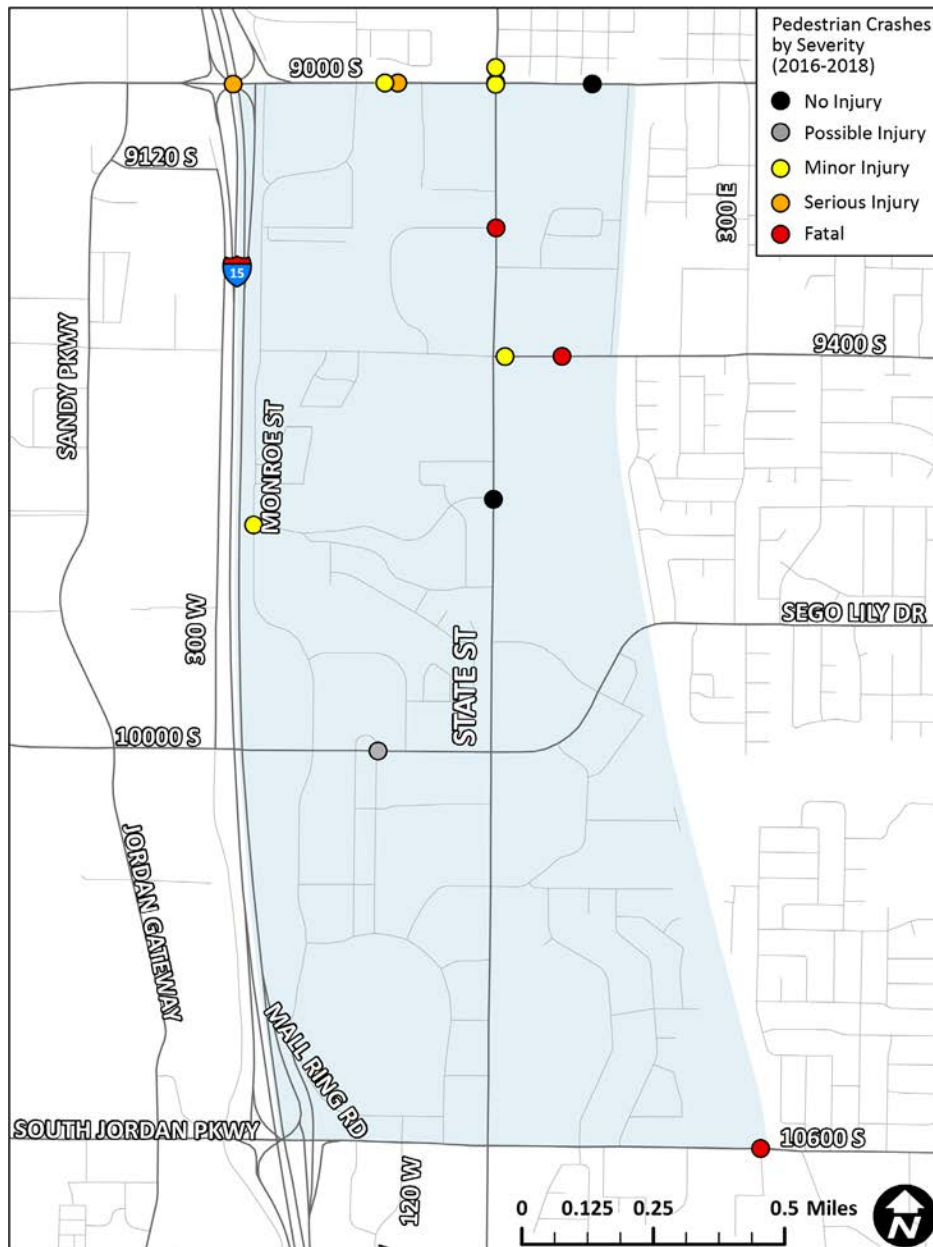 Pedestrian Crashes
by Severity
(2016-2018)
No Injury
Possible Injury
Minor Injury
Serious Injury
Fatal
9000 S
9120 S
300 E
15
9400 S
SANDY PKWY
MONROE ST
SEGO LILY DR
300 W
STATE ST
10000 S
JORDAN GATEWAY
MALL RING RD
SOUTH JORDAN PKWY
10600 S
120 W
0 0.125 0.25 0.5 Miles
N